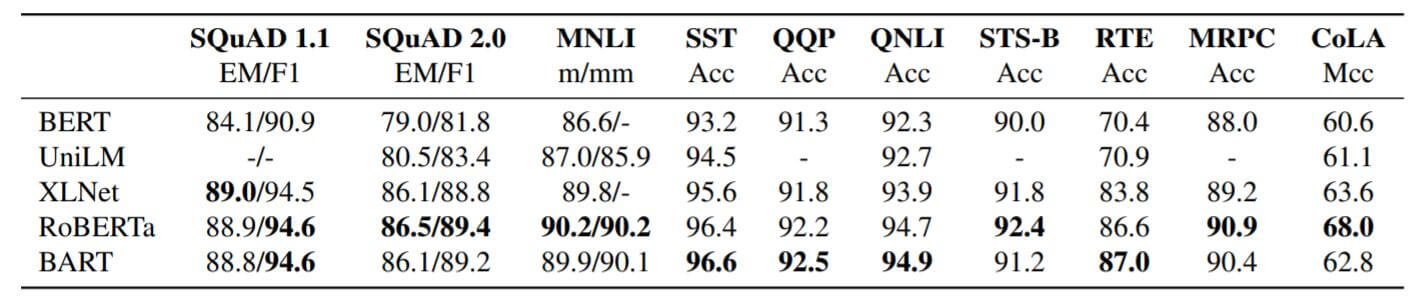 SQuAD 1.1 SQuAD 2.0 MNLI SST QQP QNLI STS-B RTE MRPC CoLA
EM/F1 EM/F1 m/mm Acc Acc Acc Acc Acc Acc Mcc
BERT 84.1/90.9 79.0/81.8 86.6/- 93.2 91.3 92.3 90.0 70.4 88.0 60.6
UniLM -/- 80.5/83.4 87.0/85.9 94.5 - 92.7 - 70.9 - 61.1
XLNet 89.0/94.5 86.1/88.8 89.8/- 95.6 91.8 93.9 91.8 83.8 89.2 63.6
RoBERTa 88.9/94.6 86.5/89.4 90.2/90.2 96.4 92.2 94.7 92.4 86.6 90.9 68.0
BART 88.8/94.6 86.1/89.2 89.9/90.1 96.6 92.5 94.9 91.2 87.0 90.4 62.8